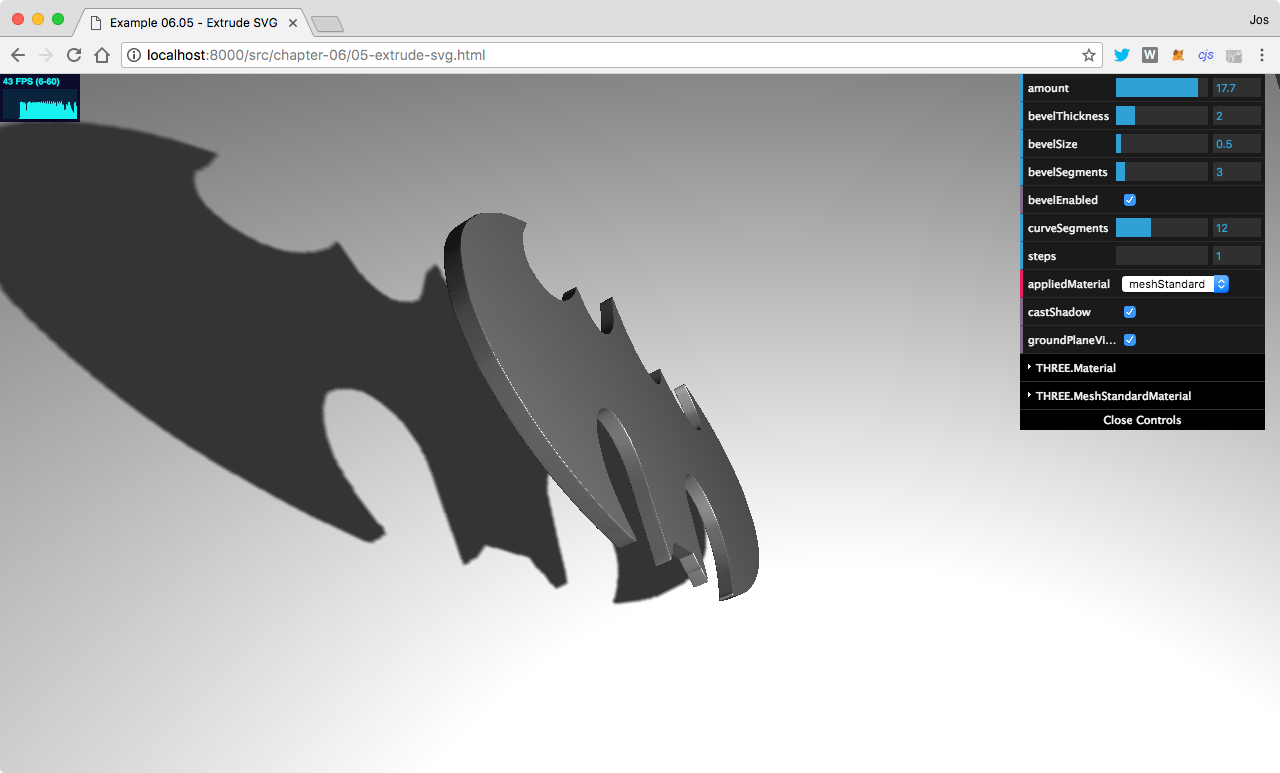 Example 06.05 - Extrude SVG
Jos
localhost:8000/src/chapter-06/05-extrude-svg.html
W
cjs
43 FPS (6-60)
amount 17.7
bevelThickness 2
bevelSize 0.5
bevelSegments 3
bevelEnabled
curveSegments 12
steps 1
appliedMaterial meshStandard
castShadow
groundPlaneVi...
THREE.Material
THREE.MeshStandardMaterial
Close Controls